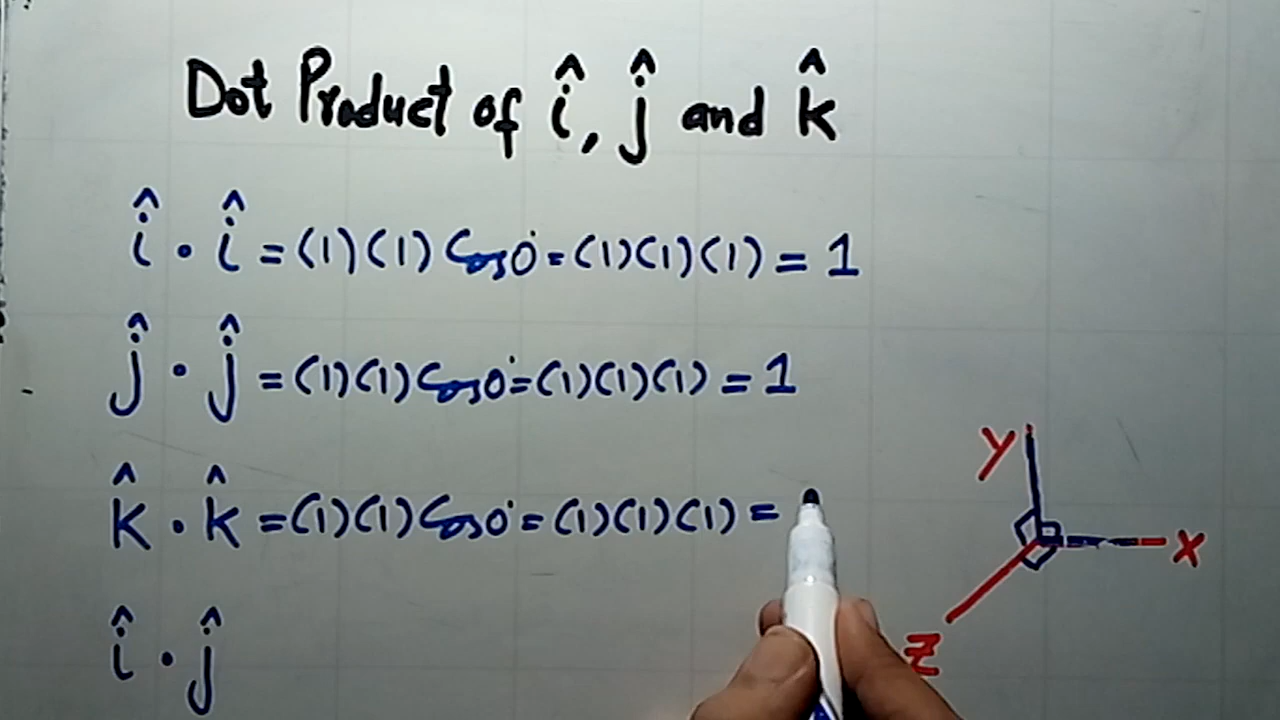 Dot Product of î, ĵ and k̂
î · î = (1)(1) Cos0° = (1)(1)(1) = 1
ĵ · ĵ = (1)(1) Cos0° = (1)(1)(1) = 1
k̂ · k̂ = (1)(1) Cos0° = (1)(1)(1) =
î · ĵ
Y
X
Z